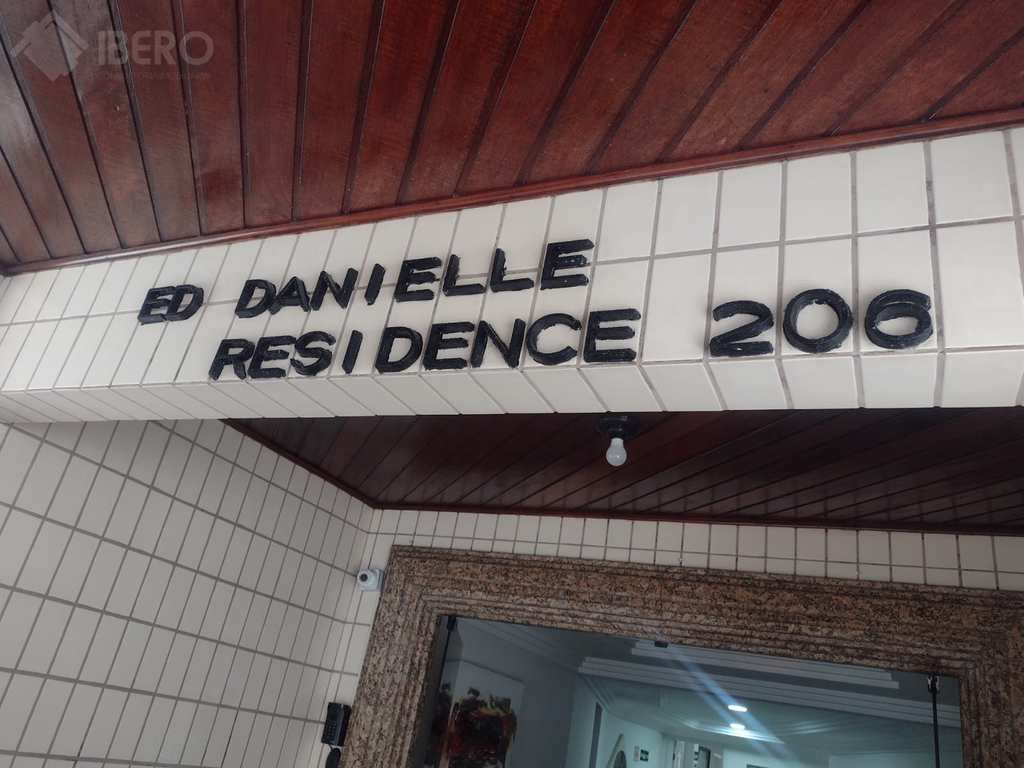 IBERO
ED DANIELLE
RESIDENCE 206